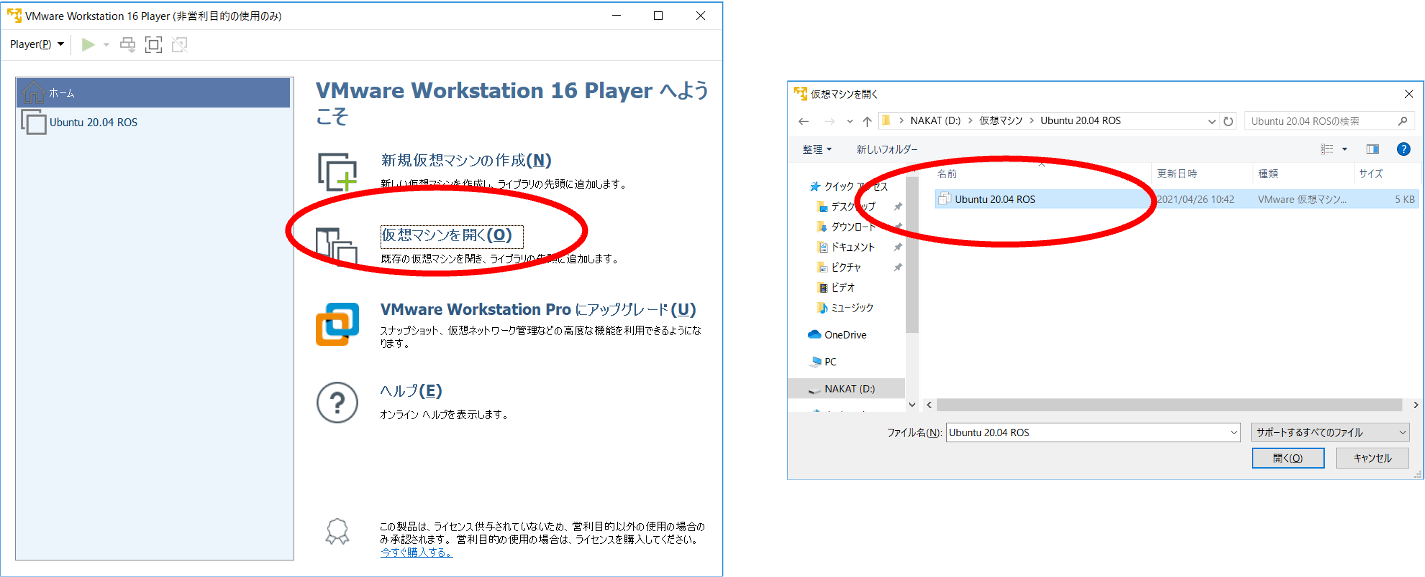 VMware Workstation 16 Player (非営利目的の使用のみ)
Player(P)
ホーム
Ubuntu 20.04 ROS
VMware Workstation 16 Player へよう
こそ
新規仮想マシンの作成(N)
新しい仮想マシンを作成し、ライブラリの先頭に追加します。
仮想マシンを開く(O)
既存の仮想マシンを開き、ライブラリの先頭に追加します。
VMware Workstation Pro にアップグレード(U)
スナップショット、仮想ネットワーク管理などの高度な機能を利用できるようにな
ります。
ヘルプ(E)
オンライン ヘルプを表示します。
この製品は、ライセンス供与されていないため、営利目的以外の使用の場合の
み承認されます。営利目的の使用の場合は、ライセンスを購入してください。
今すぐ購入する。
仮想マシンを開く
NAKAT (D:) > 仮想マシン > Ubuntu 20.04 ROS
Ubuntu 20.04 ROSの検索
整理 新しいフォルダー
名前 更新日時 種類 サイズ
Ubuntu 20.04 ROS 2021/04/26 10:42 VMware 仮想マシン... 5 KB
クイック アクセス
デスクトップ
ダウンロード
ドキュメント
ピクチャ
ビデオ
ミュージック
OneDrive
PC
NAKAT (D:)
ファイル名(N): Ubuntu 20.04 ROS サポートするすべてのファイル
開く(O) キャンセル